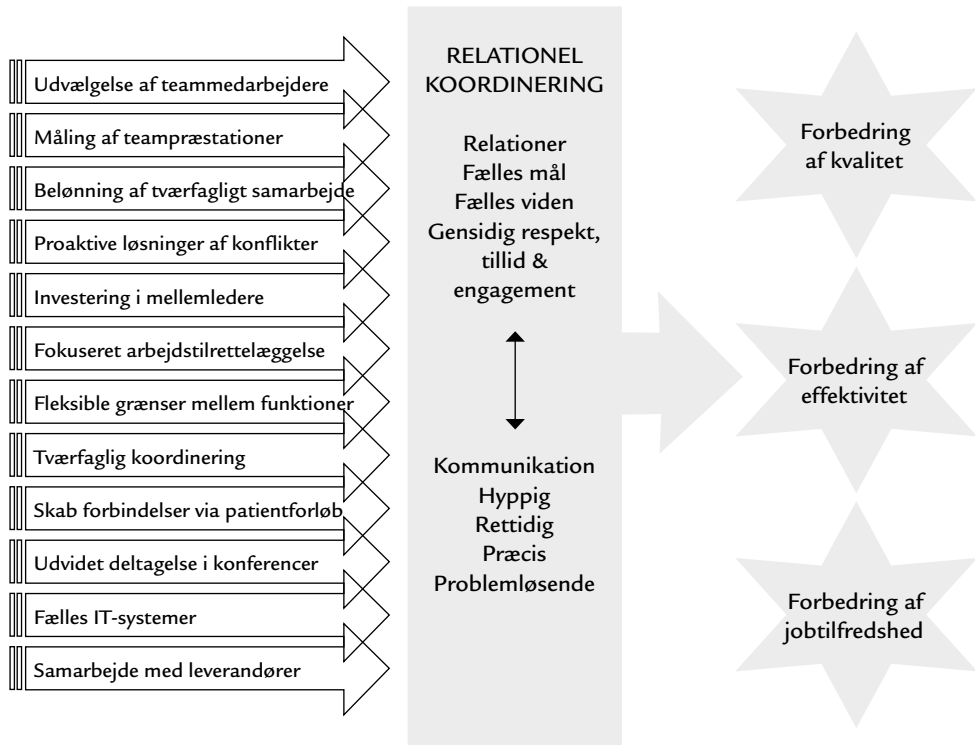 Udvælgelse af teammedarbejdere
Måling af teampræstationer
Belønning af tværfagligt samarbejde
Proaktive løsninger af konflikter
Investering i mellemledere
Fokuseret arbejdstilrettelæggelse
Fleksible grænser mellem funktioner
Tværfaglig koordinering
Skab forbindelser via patientforløb
Udvidet deltagelse i konferencer
Fælles IT-systemer
Samarbejde med leverandører
RELATIONEL
KOORDINERING
Relationer
Fælles mål
Fælles viden
Gensidig respekt,
tillid &
engagement
Kommunikation
Hyppig
Rettidig
Præcis
Problemløsende
Forbedring
af kvalitet
Forbedring af
effektivitet
Forbedring af
jobtilfredshed